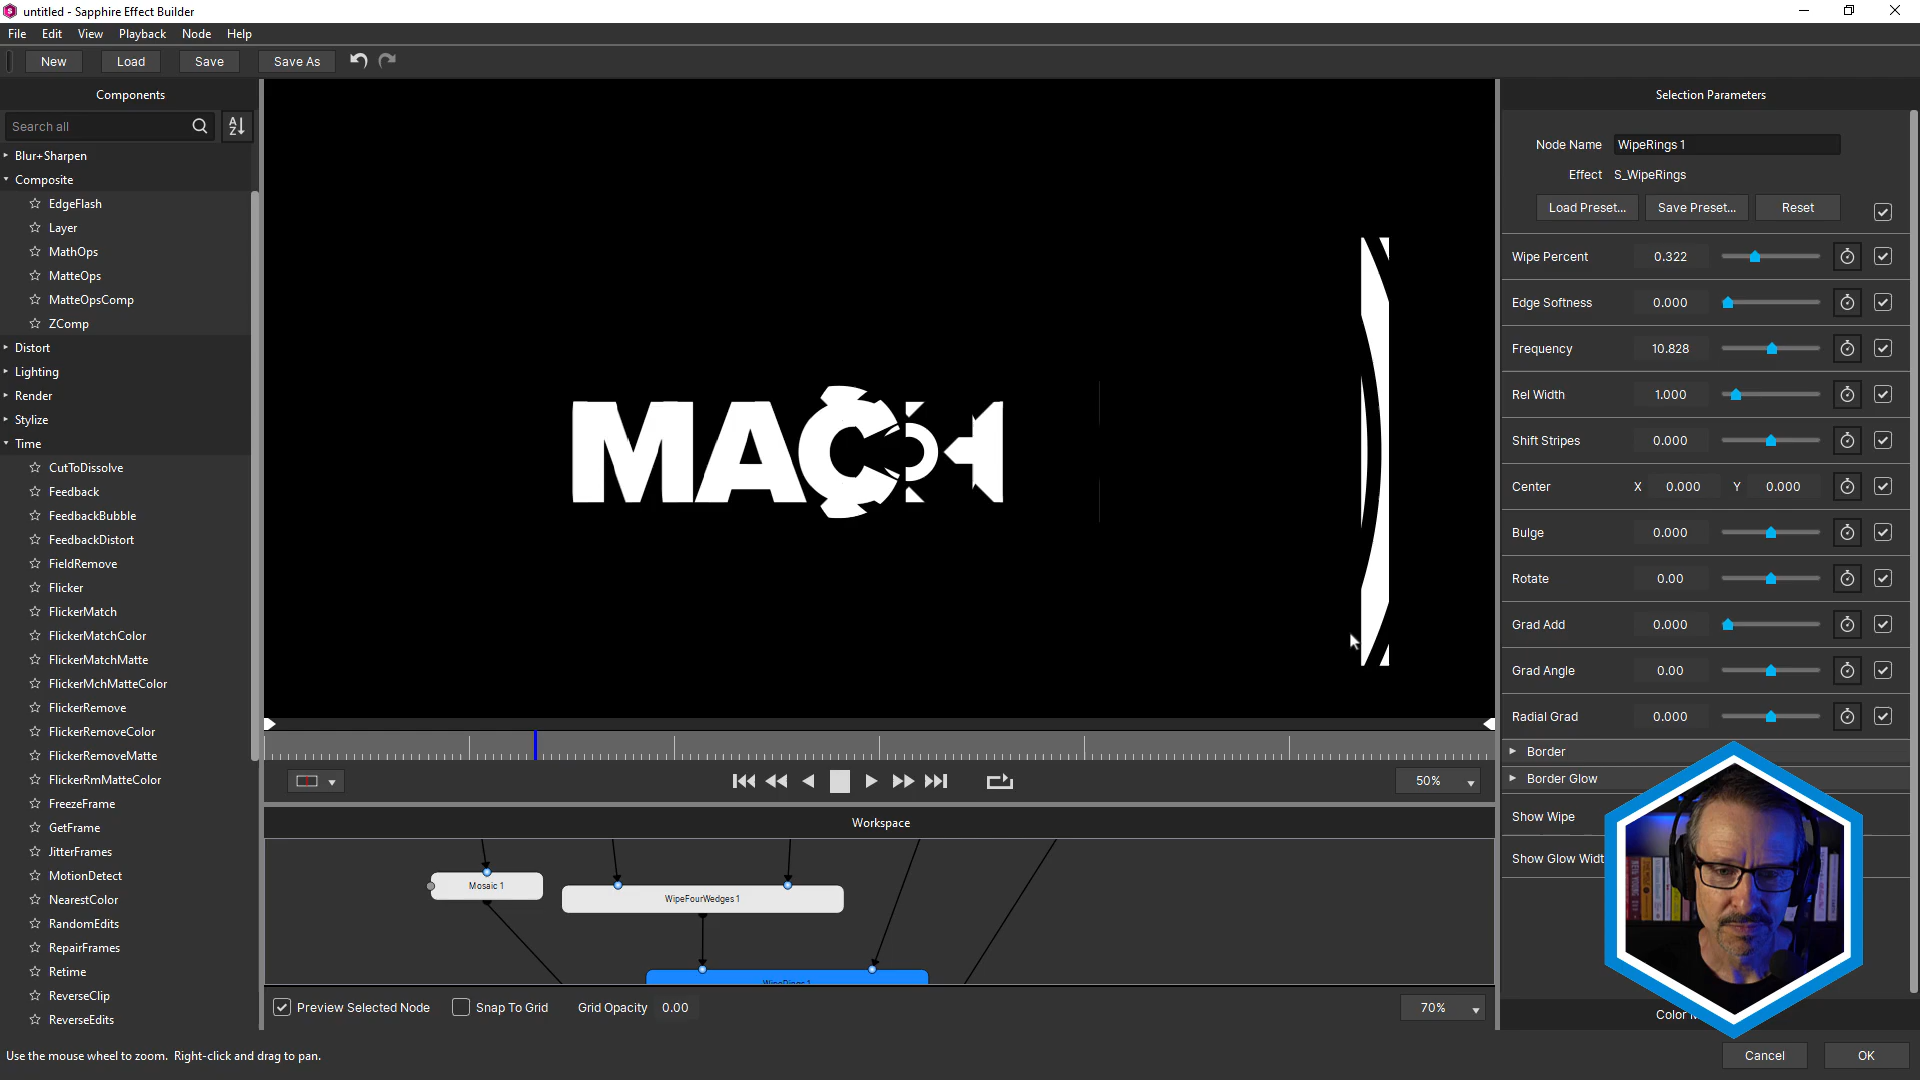 untitled - Sapphire Effect Builder
File Edit View Playback Node Help
New Load Save Save As
Components
Search all
Blur+Sharpen
Composite
EdgeFlash
Layer
MathOps
MatteOps
MatteOpsComp
ZComp
Distort
Lighting
Render
Stylize
Time
CutToDissolve
Feedback
FeedbackBubble
FeedbackDistort
FieldRemove
Flicker
FlickerMatch
FlickerMatchColor
FlickerMatchMatte
FlickerMchMatteColor
FlickerRemove
FlickerRemoveColor
FlickerRemoveMatte
FlickerRmMatteColor
FreezeFrame
GetFrame
JitterFrames
MotionDetect
NearestColor
RandomEdits
RepairFrames
Retime
ReverseClip
ReverseEdits
MAC
50%
Workspace
Mosaic 1
WipeFourWedges 1
WipeRings 1
Preview Selected Node Snap To Grid Grid Opacity 0.00 70%
Selection Parameters
Node Name WipeRings 1
Effect S_WipeRings
Load Preset... Save Preset... Reset
Wipe Percent 0.322
Edge Softness 0.000
Frequency 10.828
Rel Width 1.000
Shift Stripes 0.000
Center X 0.000 Y 0.000
Bulge 0.000
Rotate 0.00
Grad Add 0.000
Grad Angle 0.00
Radial Grad 0.000
Border
Border Glow
Show Wipe
Show Glow Widt
Color
Use the mouse wheel to zoom. Right-click and drag to pan.
Cancel OK